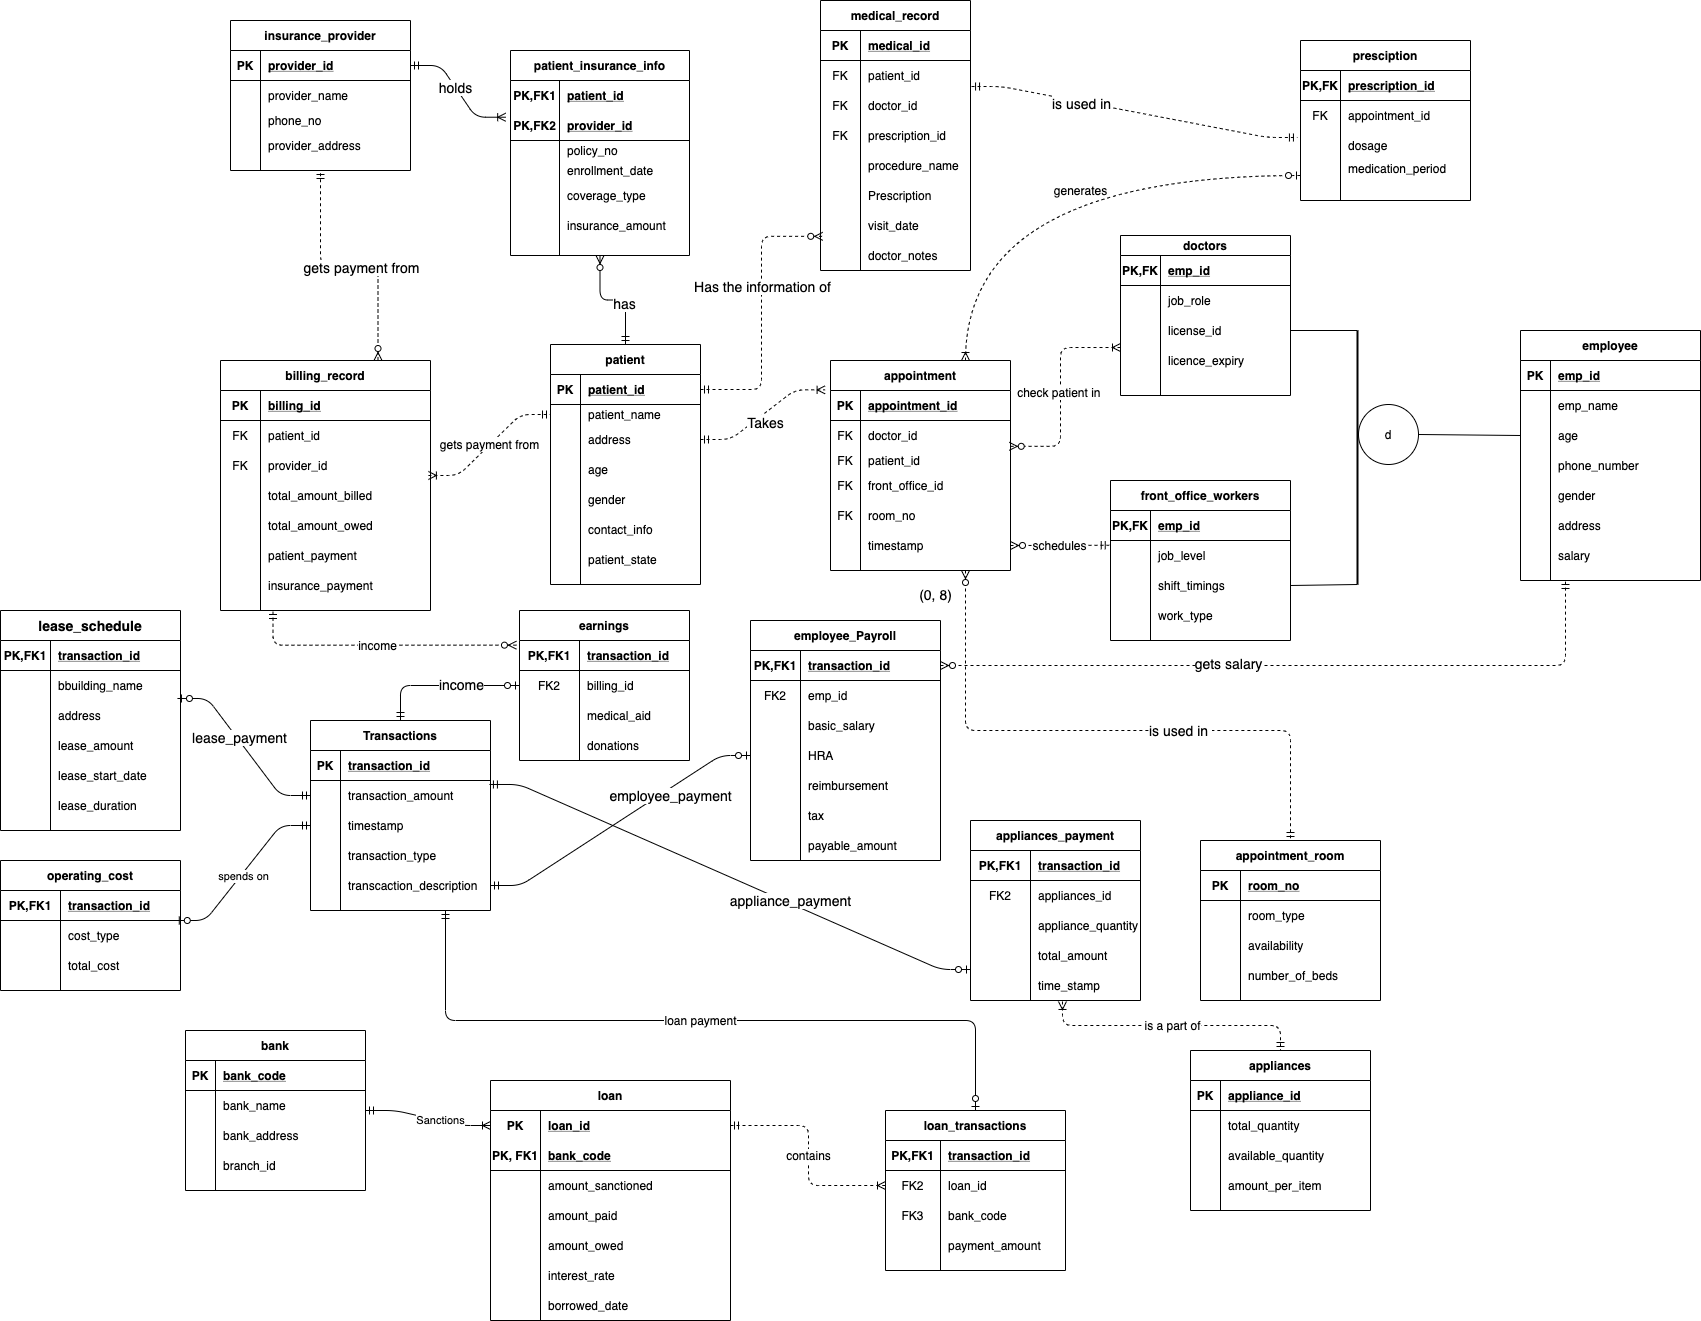 insurance_provider
PK provider_id
provider_name
phone_no
provider_address
holds
patient_insurance_info
PK,FK1 patient_id
PK,FK2 provider_id
policy_no
enrollment_date
coverage_type
insurance_amount
medical_record
PK medical_id
FK patient_id
FK doctor_id
FK prescription_id
procedure_name
Prescription
visit_date
doctor_notes
is used in
presciption
PK,FK prescription_id
FK appointment_id
dosage
medication_period
generates
doctors
PK,FK emp_id
job_role
license_id
licence_expiry
gets payment from
has
Has the information of
billing_record
PK billing_id
FK patient_id
FK provider_id
total_amount_billed
total_amount_owed
patient_payment
insurance_payment
gets payment from
patient
PK patient_id
patient_name
address
age
gender
contact_info
patient_state
Takes
appointment
PK appointment_id
FK doctor_id
FK patient_id
FK front_office_id
FK room_no
timestamp
check patient in
schedules
front_office_workers
PK,FK emp_id
job_level
shift_timings
work_type
d
employee
PK emp_id
emp_name
age
phone_number
gender
address
salary
(0, 8)
lease_schedule
PK,FK1 transaction_id
bbuilding_name
address
lease_amount
lease_start_date
lease_duration
income
earnings
PK,FK1 transaction_id
FK2 billing_id
medical_aid
donations
income
employee_Payroll
PK,FK1 transaction_id
FK2 emp_id
basic_salary
HRA
reimbursement
tax
payable_amount
gets salary
is used in
lease_payment
Transactions
PK transaction_id
transaction_amount
timestamp
transaction_type
transcaction_description
employee_payment
appliance_payment
spends on
operating_cost
PK,FK1 transaction_id
cost_type
total_cost
appliances_payment
PK,FK1 transaction_id
FK2 appliances_id
appliance_quantity
total_amount
time_stamp
appointment_room
PK room_no
room_type
availability
number_of_beds
loan payment
is a part of
bank
PK bank_code
bank_name
bank_address
branch_id
Sanctions
loan
PK loan_id
PK, FK1 bank_code
amount_sanctioned
amount_paid
amount_owed
interest_rate
borrowed_date
contains
loan_transactions
PK,FK1 transaction_id
FK2 loan_id
FK3 bank_code
payment_amount
appliances
PK appliance_id
total_quantity
available_quantity
amount_per_item